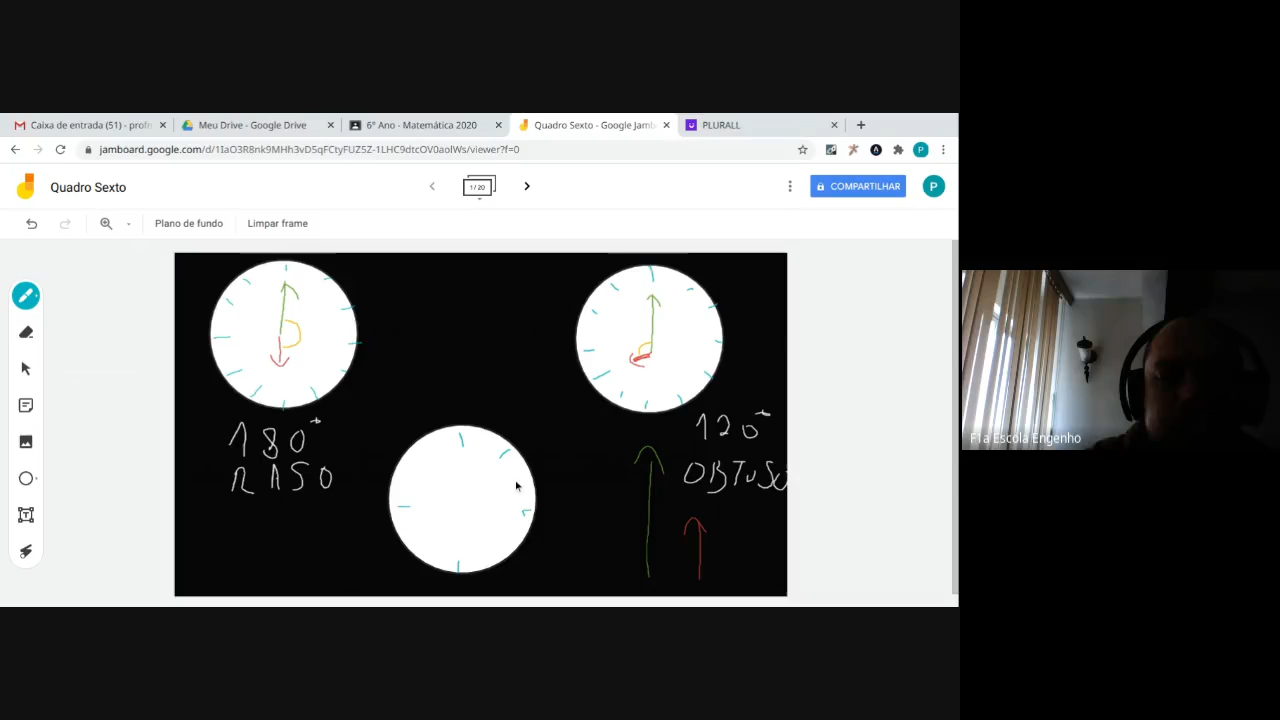 Caixa de entrada (51) - profe
Meu Drive - Google Drive
6º Ano - Matemática 2020
Quadro Sexto - Google Jamb
PLURALL
jamboard.google.com/d/1IaO3R8nk9MHh3vD5qFCtyFUZ5Z-1LHC9dtcOV0aolWs/viewer?f=0
P
Quadro Sexto
1 / 20
COMPARTILHAR
P
Plano de fundo
Limpar frame
180°
RASO
120°
OBTUSO
F1a Escola Engenho